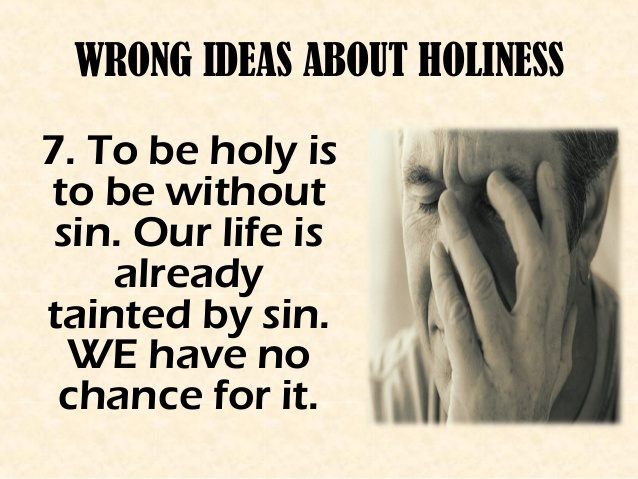 WRONG IDEAS ABOUT HOLINESS
7. To be holy is
to be without
sin. Our life is
already
tainted by sin.
WE have no
chance for it.